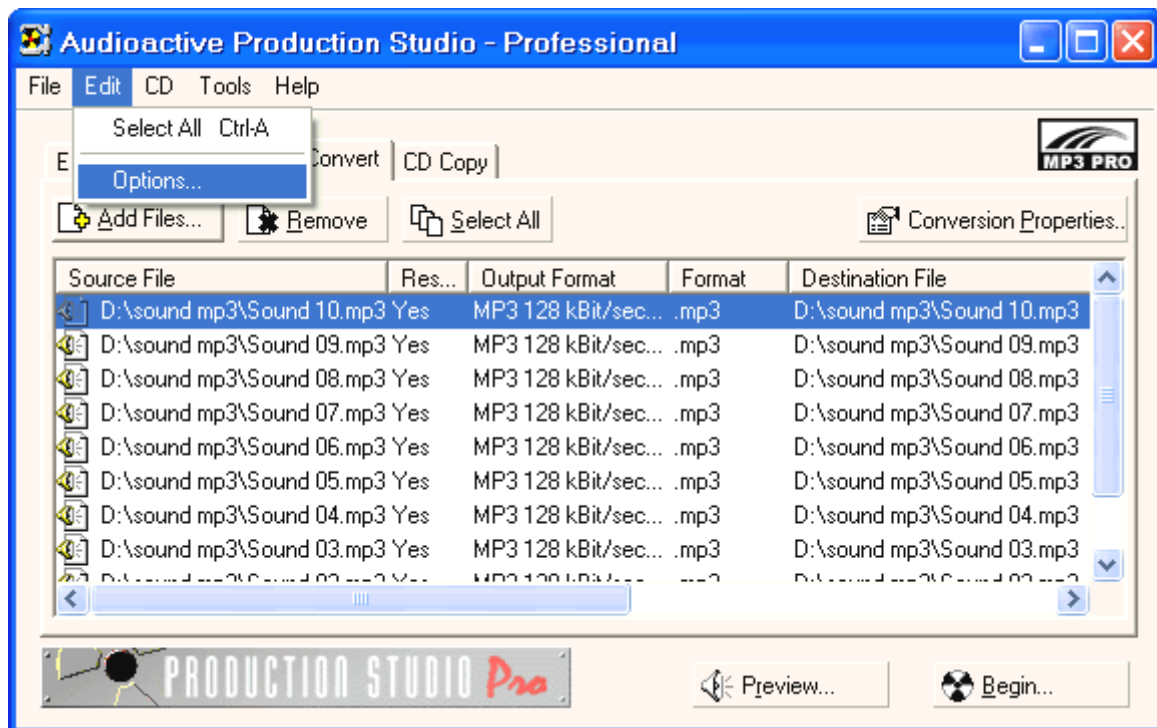 Audioactive Production Studio - Professional
File Edit CD Tools Help
Select All Ctrl-A
Options...
E
Convert CD Copy
MP3 PRO
Add Files... Remove Select All Conversion Properties..
Source File Res... Output Format Format Destination File
D:\sound mp3\Sound 10.mp3 Yes MP3 128 kBit/sec... .mp3 D:\sound mp3\Sound 10.mp3
D:\sound mp3\Sound 09.mp3 Yes MP3 128 kBit/sec... .mp3 D:\sound mp3\Sound 09.mp3
D:\sound mp3\Sound 08.mp3 Yes MP3 128 kBit/sec... .mp3 D:\sound mp3\Sound 08.mp3
D:\sound mp3\Sound 07.mp3 Yes MP3 128 kBit/sec... .mp3 D:\sound mp3\Sound 07.mp3
D:\sound mp3\Sound 06.mp3 Yes MP3 128 kBit/sec... .mp3 D:\sound mp3\Sound 06.mp3
D:\sound mp3\Sound 05.mp3 Yes MP3 128 kBit/sec... .mp3 D:\sound mp3\Sound 05.mp3
D:\sound mp3\Sound 04.mp3 Yes MP3 128 kBit/sec... .mp3 D:\sound mp3\Sound 04.mp3
D:\sound mp3\Sound 03.mp3 Yes MP3 128 kBit/sec... .mp3 D:\sound mp3\Sound 03.mp3
PRODUCTION STUDIO Pro
Preview... Begin...